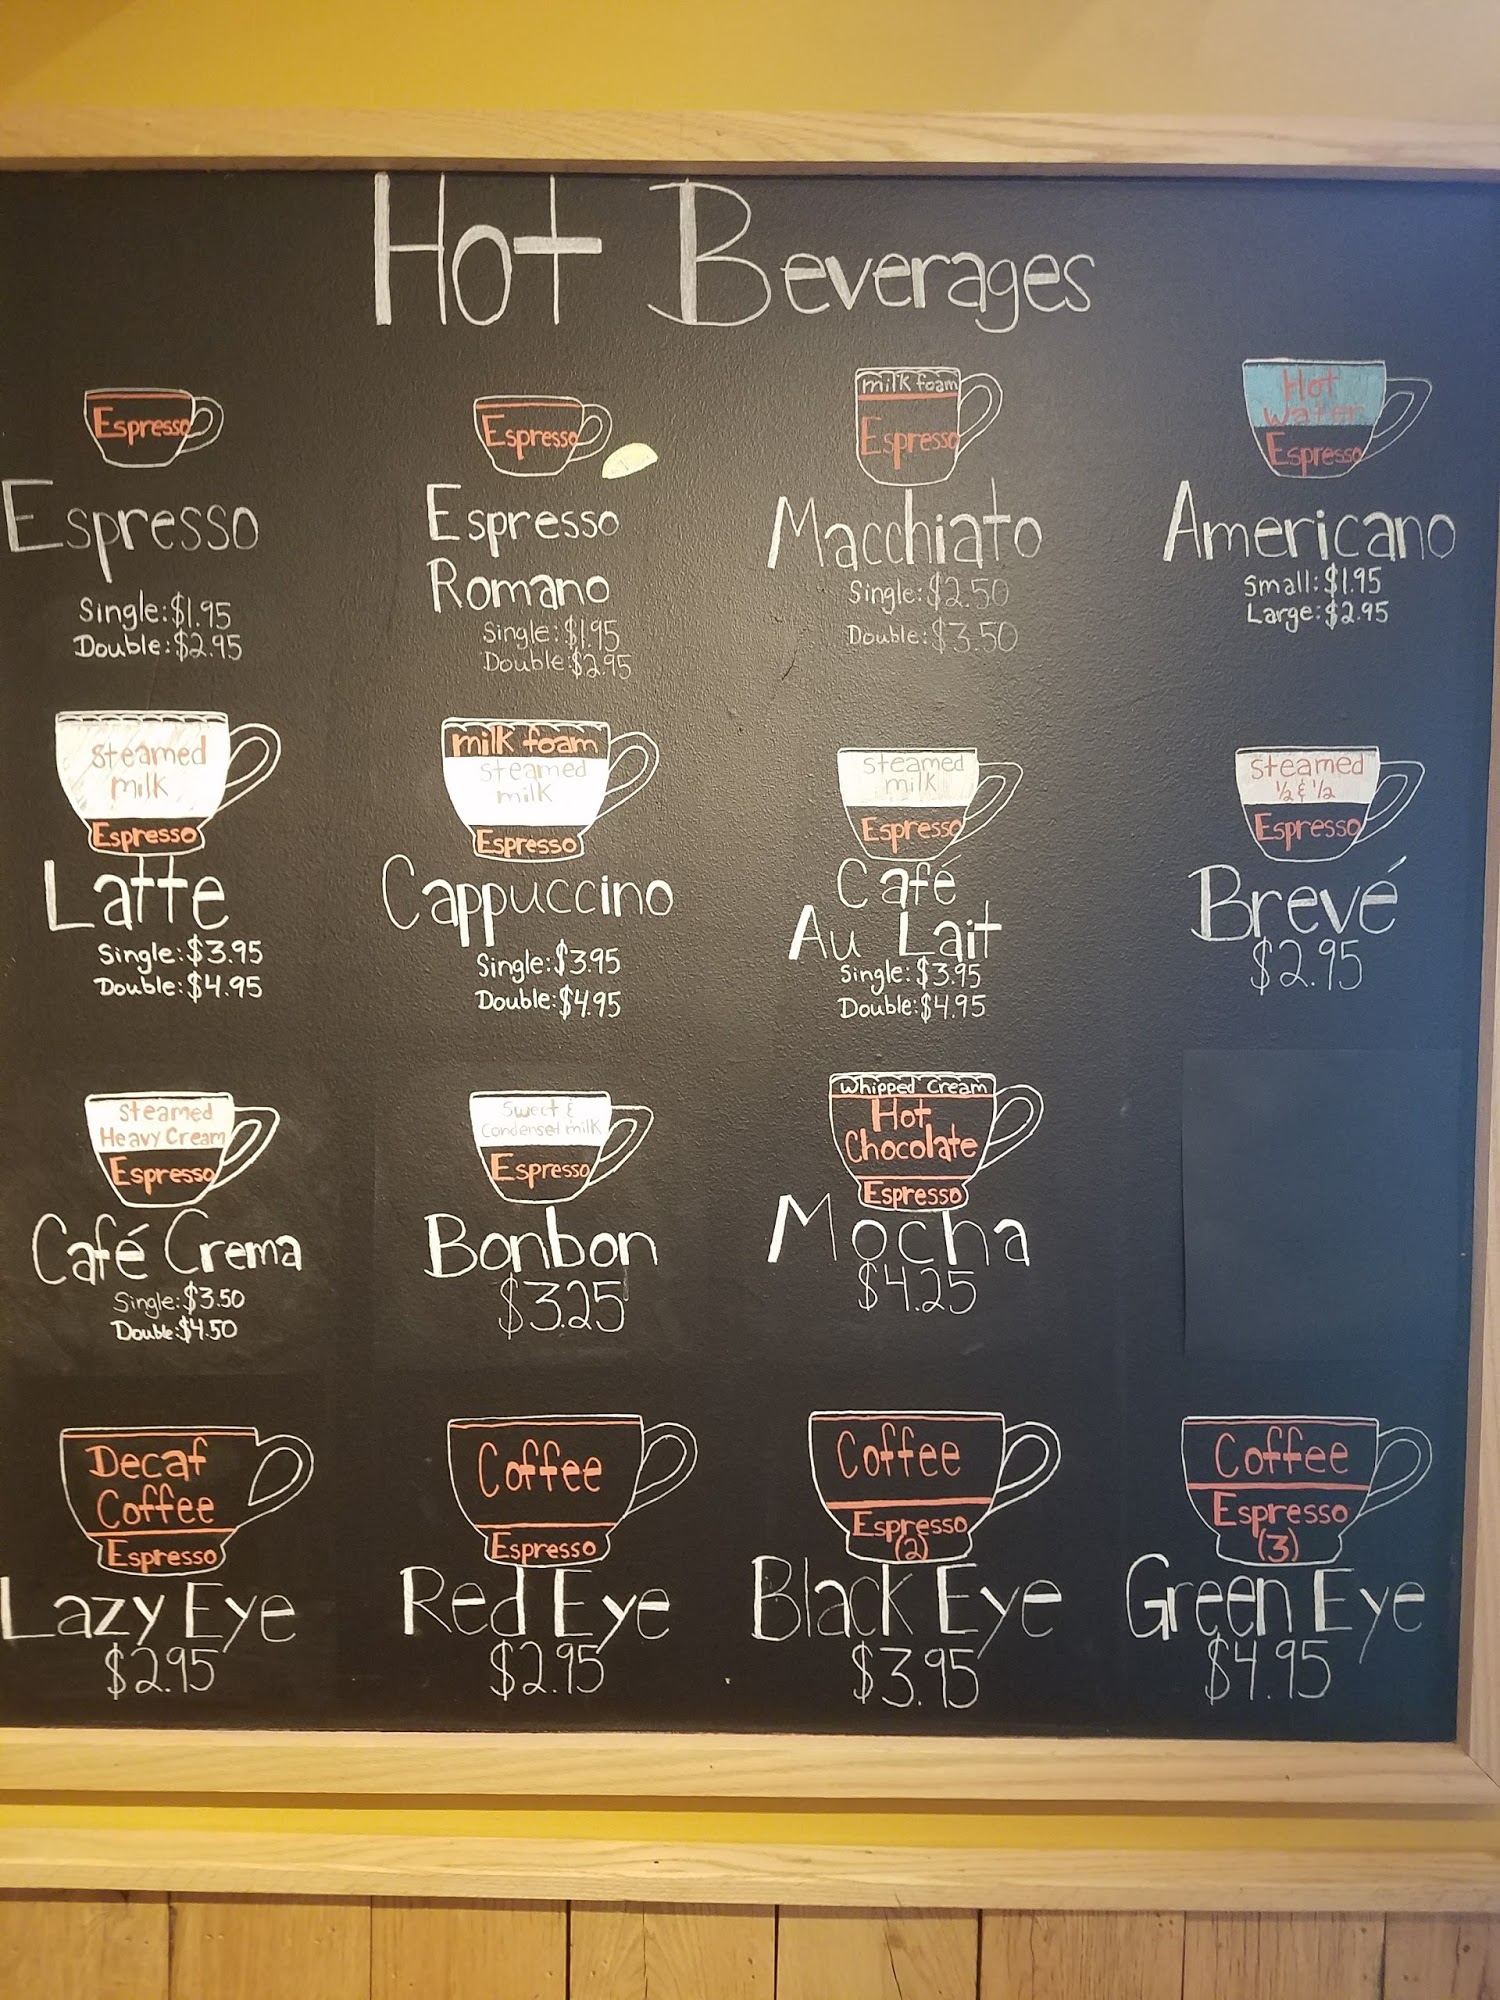 Hot Beverages
Espresso
Espresso
Single: $1.95
Double: $2.95
Espresso
Espresso
Romano
Single: $1.95
Double: $2.95
milk foam
Espresso
Macchiato
Single: $2.50
Double: $3.50
Hot
Water
Espresso
Americano
Small: $1.95
Large: $2.95
steamed
milk
Espresso
Latte
Single: $3.95
Double: $4.95
milk foam
steamed
milk
Espresso
Cappuccino
Single: $3.95
Double: $4.95
steamed
milk
Espresso
Café
Au Lait
Single: $3.95
Double: $4.95
steamed
½ & ½
Espresso
Brevé
$2.95
Steamed
Heavy Cream
Espresso
Café Crema
Single: $3.50
Double: $4.50
Sweet &
Condensed milk
Espresso
Bonbon
$3.25
Whipped Cream
Hot
Chocolate
Espresso
Mocha
$4.25
Decaf
Coffee
Espresso
Lazy Eye
$2.95
Coffee
Espresso
Red Eye
$2.95
Coffee
Espresso
(2)
Black Eye
$3.95
Coffee
Espresso
(3)
Green Eye
$4.95